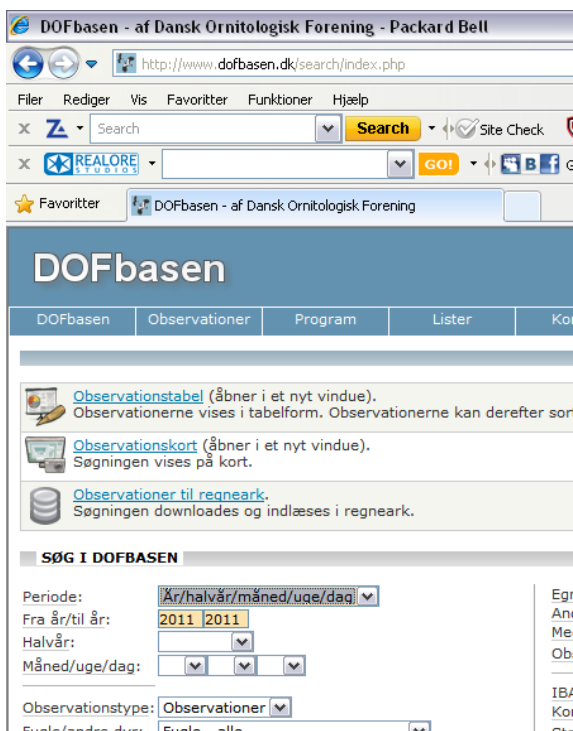 DOFbasen - af Dansk Ornitologisk Forening - Packard Bell
http://www.dofbasen.dk/search/index.php
Filer Rediger Vis Favoritter Funktioner Hjælp
x Z Search Search Site Check
x REALORE STUDIOS GO! B f
Favoritter DOFbasen - af Dansk Ornitologisk Forening
DOFbasen
DOFbasen Observationer Program Lister
Observationstabel (åbner i et nyt vindue).
Observationerne vises i tabelform. Observationerne kan derefter sort
Observationskort (åbner i et nyt vindue).
Søgningen vises på kort.
Observationer til regneark.
Søgningen downloades og indlæses i regneark.
SØG I DOFBASEN
Periode: År/halvår/måned/uge/dag
Fra år/til år: 2011 2011
Halvår:
Måned/uge/dag:
Observationstype: Observationer
IBA